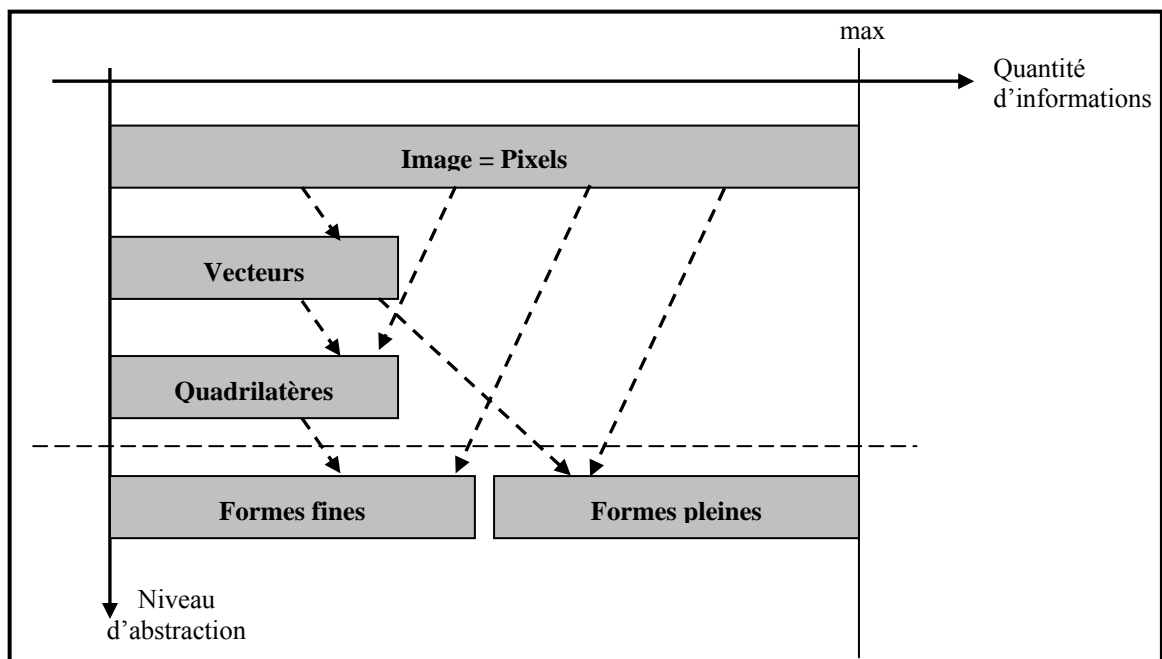 max
Quantité
d’informations
Image = Pixels
Vecteurs
Quadrilatères
Formes fines
Formes pleines
Niveau
d’abstraction